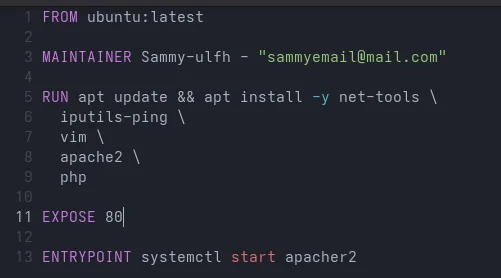 1 FROM ubuntu:latest
2
3 MAINTAINER Sammy-ulfh - "sammyemail@mail.com"
4
5 RUN apt update && apt install -y net-tools \
6   iputils-ping \
7   vim \
8   apache2 \
9   php
10
11 EXPOSE 80
12
13 ENTRYPOINT systemctl start apacher2